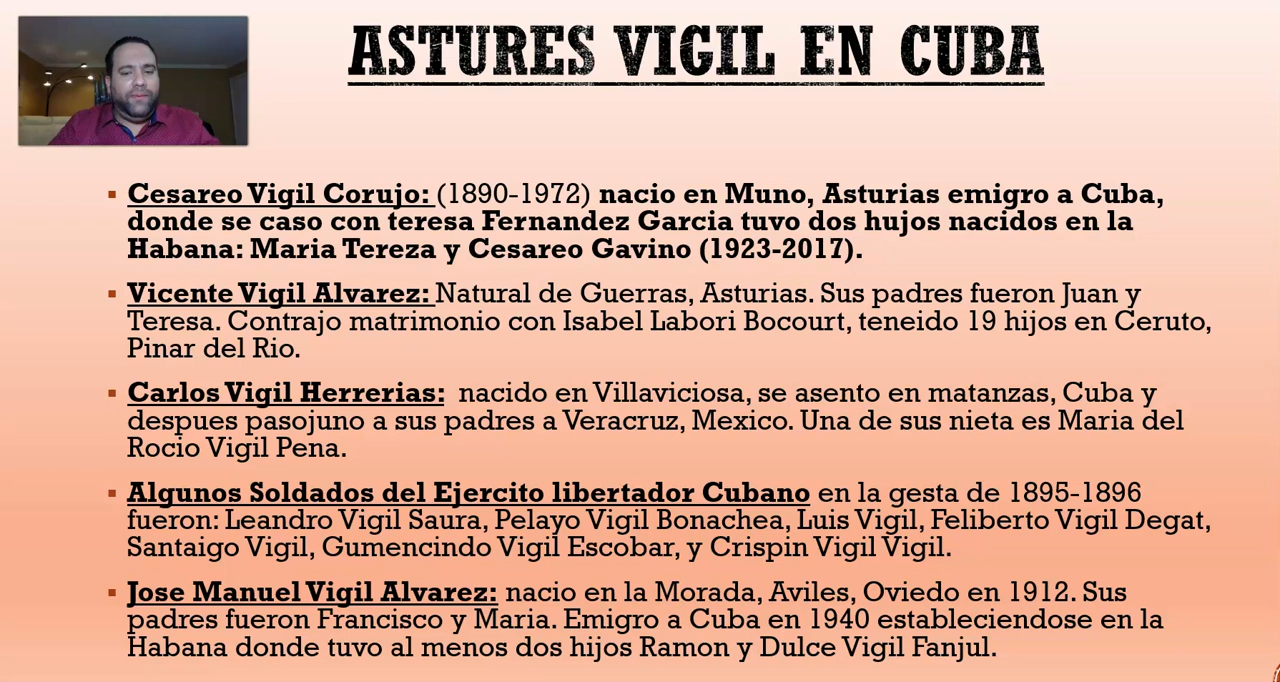 ASTURES VIGIL EN CUBA
▪ Cesareo Vigil Corujo: (1890-1972) nacio en Muno, Asturias emigro a Cuba,
donde se caso con teresa Fernandez Garcia tuvo dos hujos nacidos en la
Habana: Maria Tereza y Cesareo Gavino (1923-2017).
▪ Vicente Vigil Alvarez: Natural de Guerras, Asturias. Sus padres fueron Juan y
Teresa. Contrajo matrimonio con Isabel Labori Bocourt, teneido 19 hijos en Ceruto,
Pinar del Rio.
▪ Carlos Vigil Herrerias: nacido en Villaviciosa, se asento en matanzas, Cuba y
despues pasojuno a sus padres a Veracruz, Mexico. Una de sus nieta es Maria del
Rocio Vigil Pena.
▪ Algunos Soldados del Ejercito libertador Cubano en la gesta de 1895-1896
fueron: Leandro Vigil Saura, Pelayo Vigil Bonachea, Luis Vigil, Feliberto Vigil Degat,
Santaigo Vigil, Gumencindo Vigil Escobar, y Crispin Vigil Vigil.
▪ Jose Manuel Vigil Alvarez: nacio en la Morada, Aviles, Oviedo en 1912. Sus
padres fueron Francisco y Maria. Emigro a Cuba en 1940 estableciendose en la
Habana donde tuvo al menos dos hijos Ramon y Dulce Vigil Fanjul.